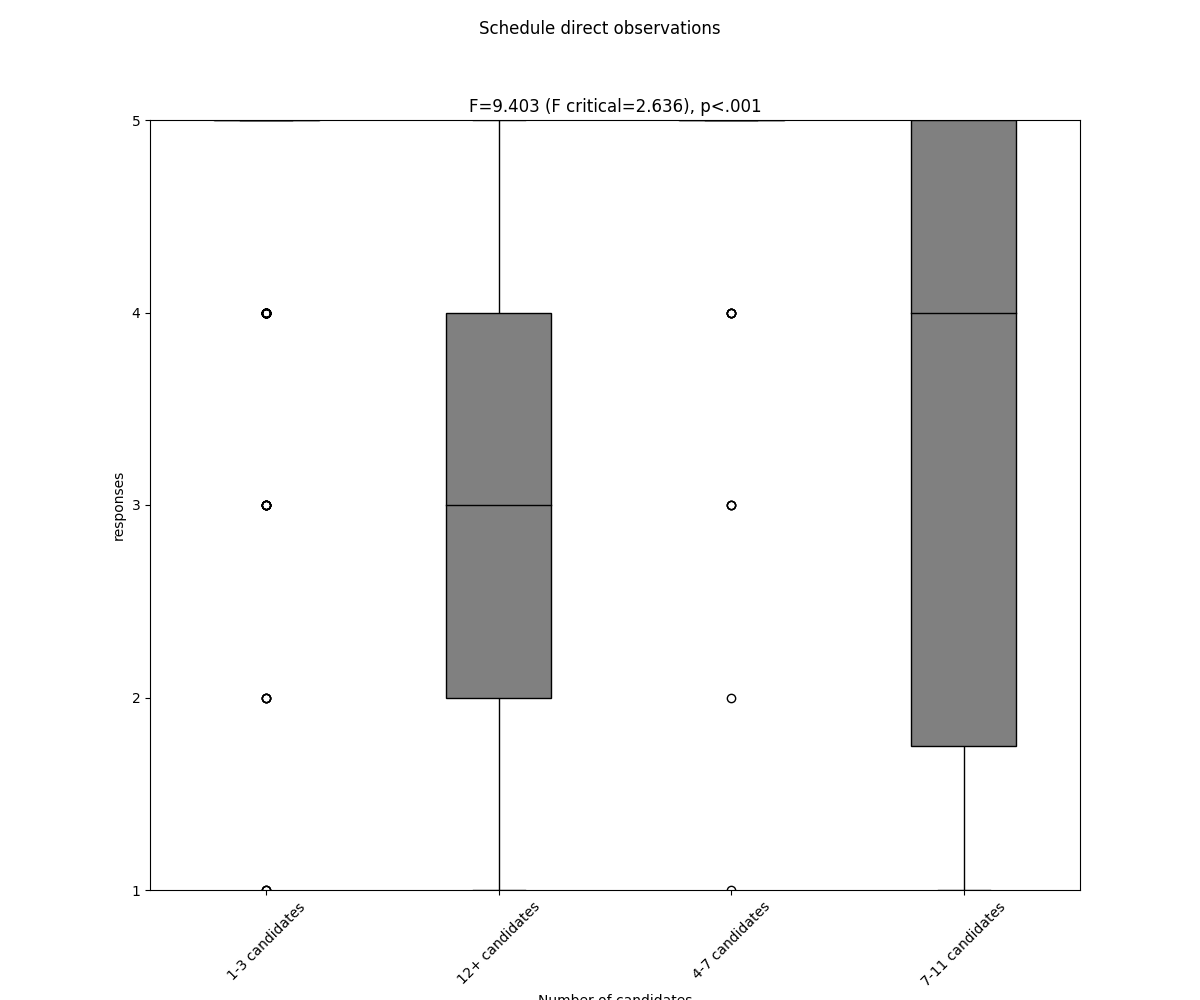 Schedule direct observations
F=9.403 (F critical=2.636), p<.001
5
4
3
2
1
responses
1-3 candidates
12+ candidates
4-7 candidates
7-11 candidates
Number of candidates